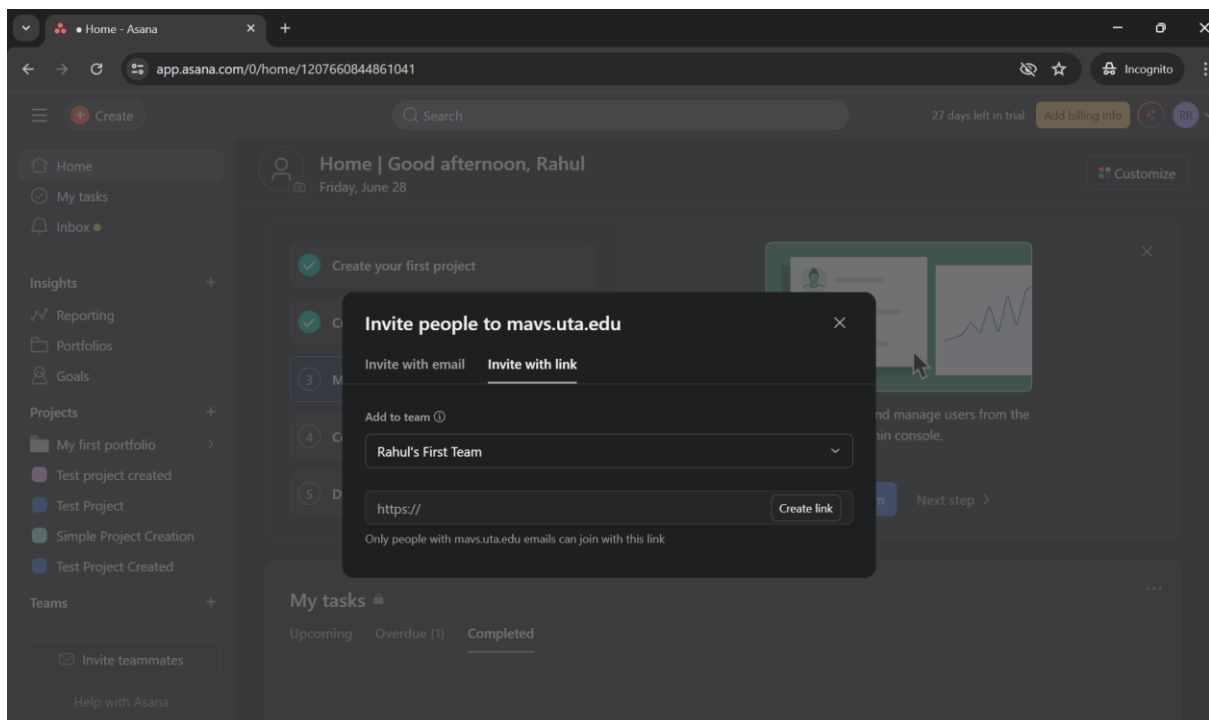 Home - Asana
app.asana.com/0/home/1207660844861041
Incognito
Create
Search
27 days left in trial
Add billing info
RR
Home
My tasks
Inbox
Insights
Reporting
Portfolios
Goals
Projects
My first portfolio
Test project created
Test Project
Simple Project Creation
Test Project Created
Teams
Invite teammates
Help with Asana
Home | Good afternoon, Rahul
Friday, June 28
Customize
Create your first project
3 M
4
5 D
nd manage users from the
console.
Next step
Invite people to mavs.uta.edu
Invite with email Invite with link
Add to team
Rahul's First Team
https://
Create link
Only people with mavs.uta.edu emails can join with this link
My tasks
Upcoming Overdue (1) Completed